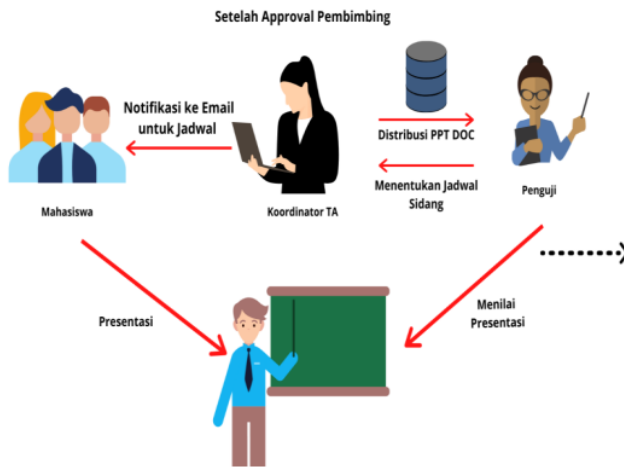 Setelah Approval Pembimbing
Notifikasi ke Email
untuk Jadwal
Distribusi PPT DOC
Menentukan Jadwal
Sidang
Mahasiswa
Koordinator TA
Penguji
Presentasi
Menilai
Presentasi